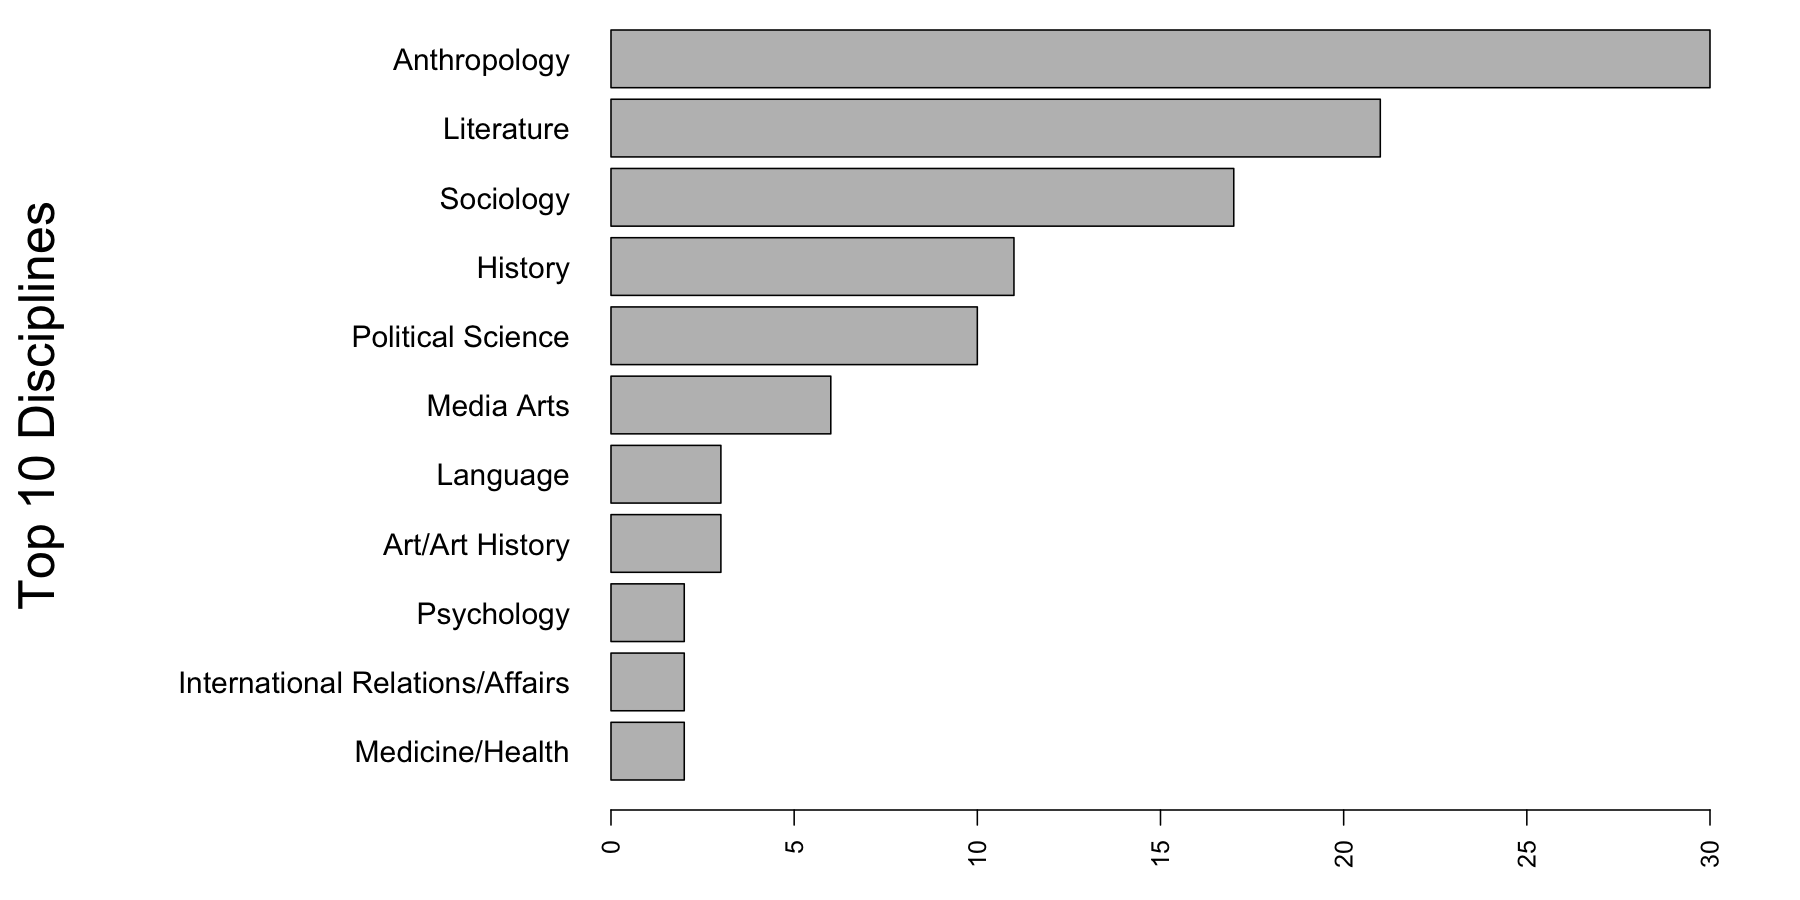 Top 10 Disciplines
Anthropology
Literature
Sociology
History
Political Science
Media Arts
Language
Art/Art History
Psychology
International Relations/Affairs
Medicine/Health
0 5 10 15 20 25 30